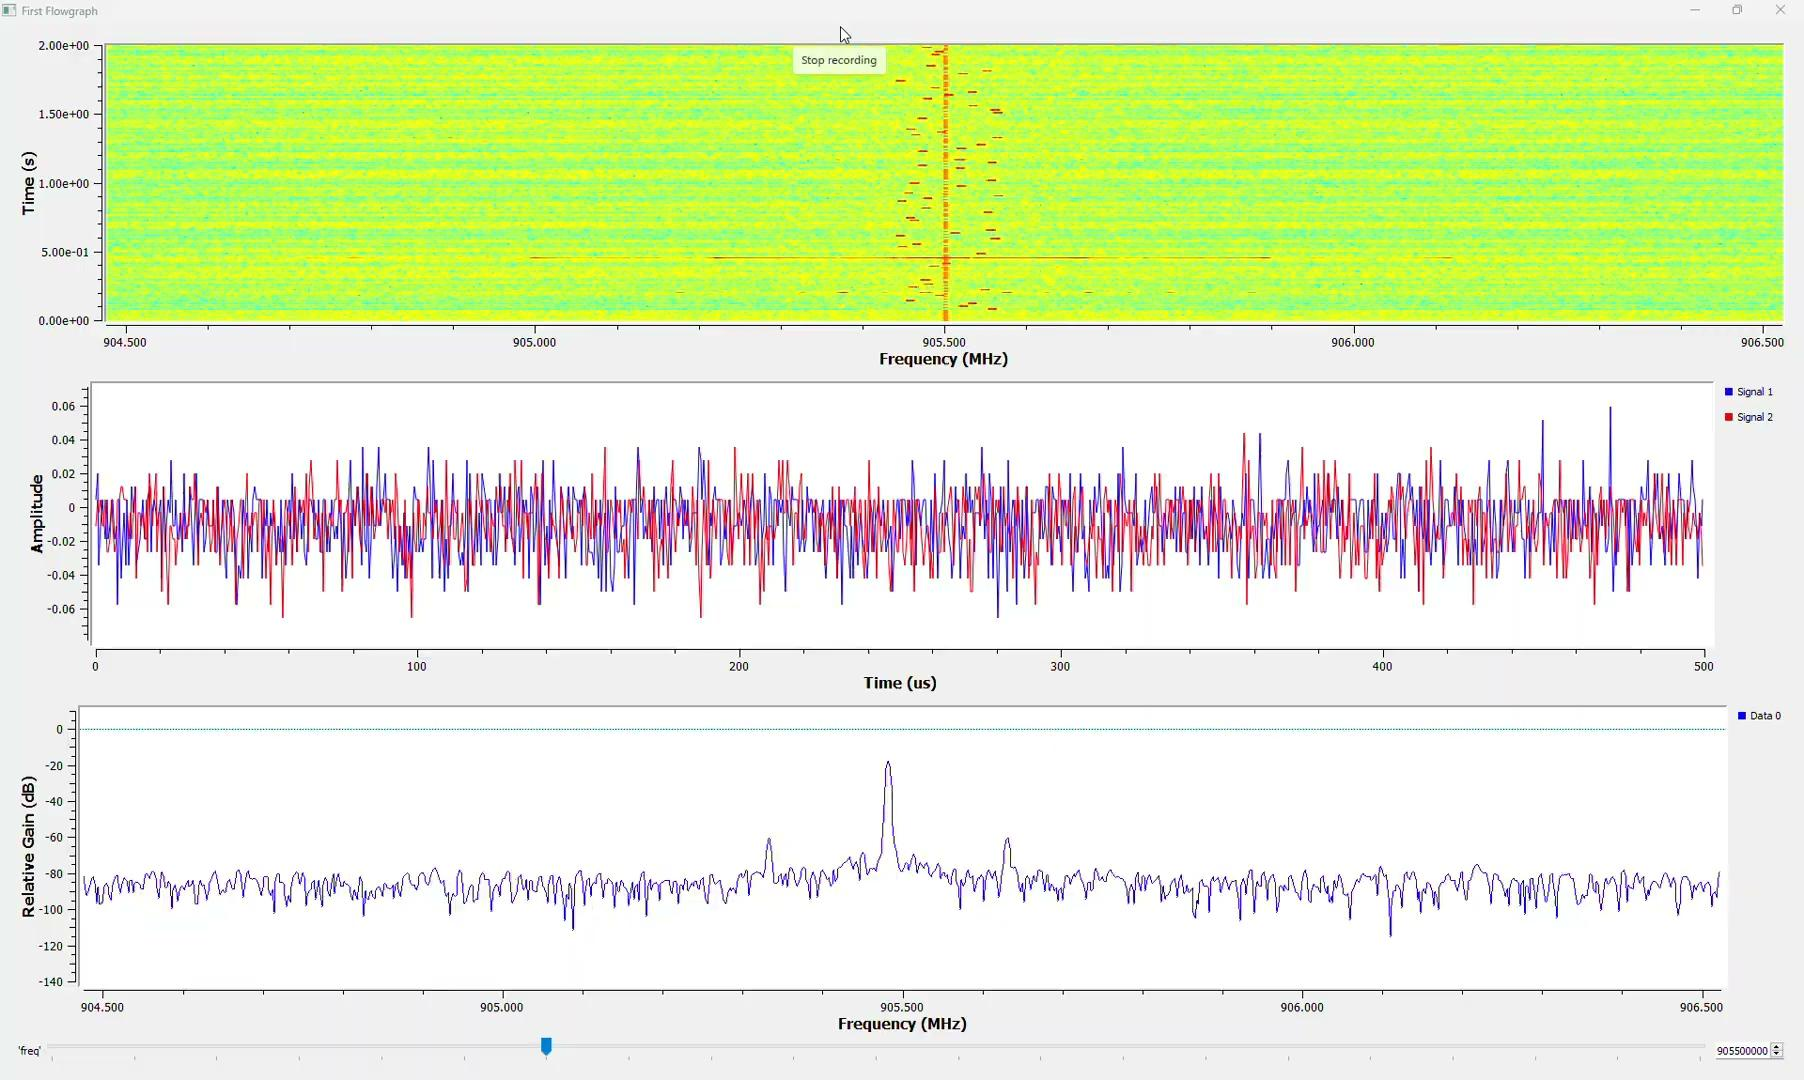 First Flowgraph
Stop recording
2.00e+00
1.50e+00
1.00e+00
5.00e-01
0.00e+00
Time (s)
904.500 905.000 905.500 906.000 906.500
Frequency (MHz)
Signal 1
Signal 2
0.06
0.04
0.02
0
-0.02
-0.04
-0.06
Amplitude
0 100 200 300 400 500
Time (us)
Data 0
0
-20
-40
-60
-80
-100
-120
-140
Relative Gain (dB)
904.500 905.000 905.500 906.000 906.500
Frequency (MHz)
'freq' 905500000